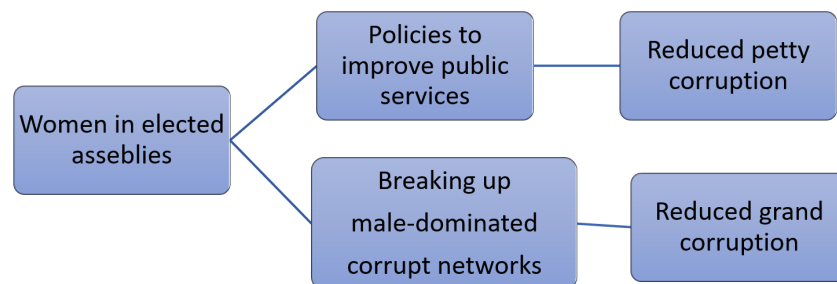 Women in elected
asseblies
Policies to
improve public
services
Reduced petty
corruption
Breaking up
male-dominated
corrupt networks
Reduced grand
corruption